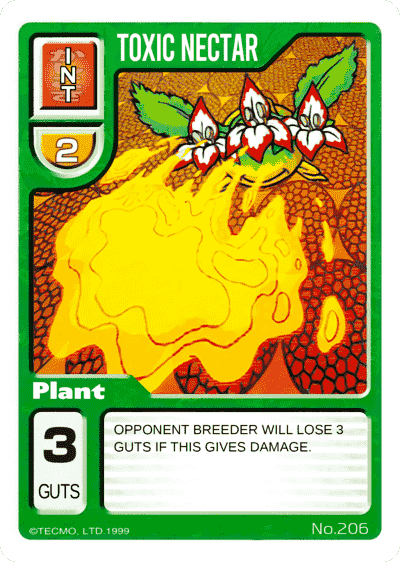 TOXIC NECTAR
INT
2
Plant
3
GUTS
OPPONENT BREEDER WILL LOSE 3
GUTS IF THIS GIVES DAMAGE.
©TECMO, LTD.1999
No.206